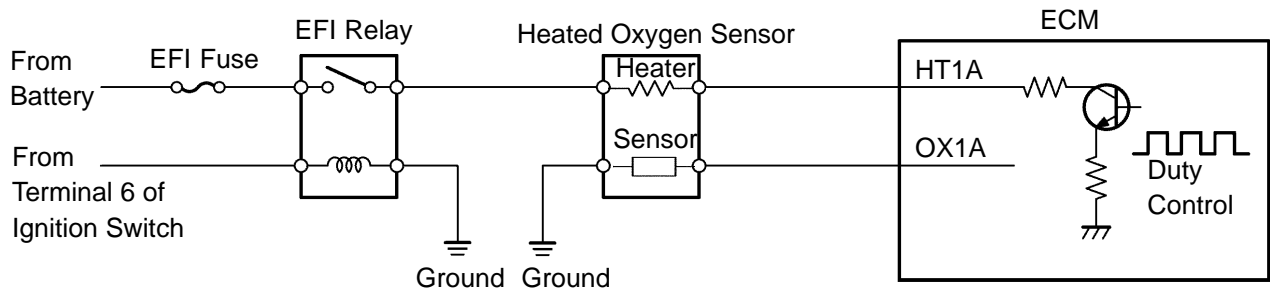 ECM
EFI Relay
Heated Oxygen Sensor
From
Battery
EFI Fuse
Heater
HT1A
From
Terminal 6 of
Ignition Switch
Sensor
OX1A
Duty
Control
Ground
Ground